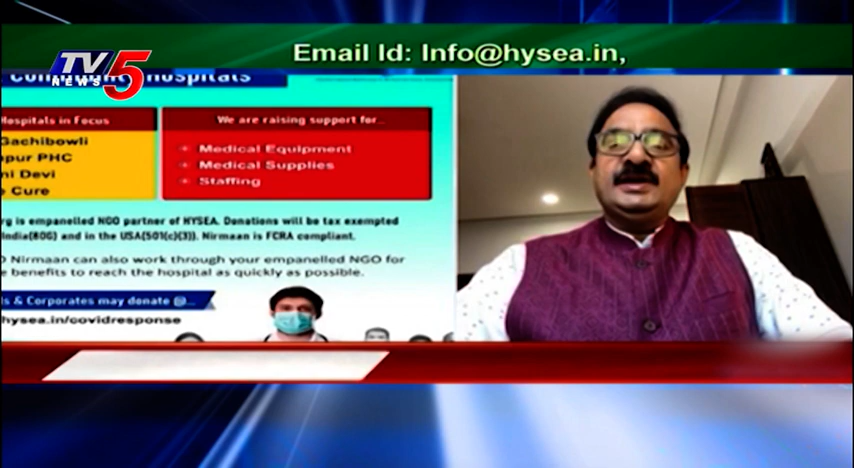 Email Id: Info@hysea.in,
TV5
NEWS
Hospitals
Hospitals in Focus
Gachibowli
PHC
Devi
Cure
We are raising support for...
Medical Equipment
Medical Supplies
Staffing
is empanelled NGO partner of HYSEA. Donations will be tax exempted
India(80G) and in the USA(501(c)(3)). Nirmaan is FCRA compliant.
Nirmaan can also work through your empanelled NGO for
benefits to reach the hospital as quickly as possible.
& Corporates may donate @...
hysea.in/covidresponse